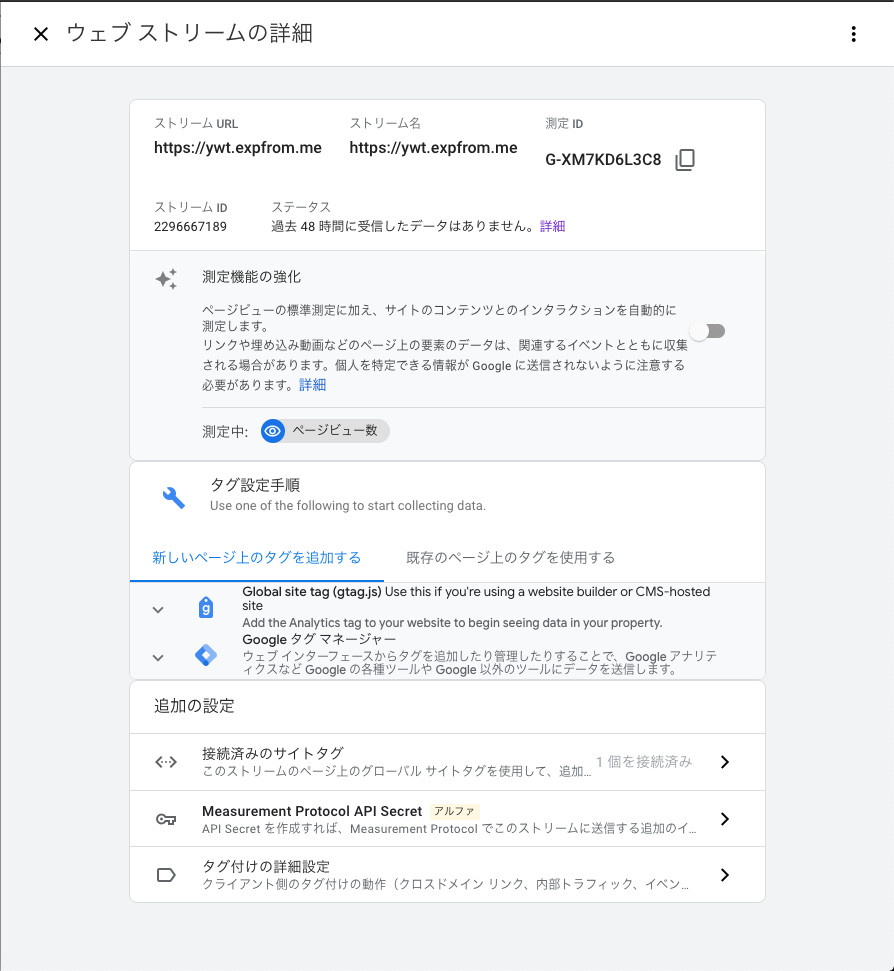 ウェブ ストリームの詳細
ストリーム URL
https://ywt.expfrom.me
ストリーム名
https://ywt.expfrom.me
測定 ID
G-XM7KD6L3C8
ストリーム ID
2296667189
ステータス
過去 48 時間に受信したデータはありません。詳細
測定機能の強化
ページビューの標準測定に加え、サイトのコンテンツとのインタラクションを自動的に
測定します。
リンクや埋め込み動画などのページ上の要素のデータは、関連するイベントとともに収集
される場合があります。個人を特定できる情報が Google に送信されないように注意する
必要があります。詳細
測定中:
ページビュー数
タグ設定手順
Use one of the following to start collecting data.
新しいページ上のタグを追加する
既存のページ上のタグを使用する
Global site tag (gtag.js) Use this if you're using a website builder or CMS-hosted
site
Add the Analytics tag to your website to begin seeing data in your property.
Google タグ マネージャー
ウェブ インターフェースからタグを追加したり管理したりすることで、Google アナリテ
ィクスなど Google の各種ツールや Google 以外のツールにデータを送信します。
追加の設定
接続済みのサイトタグ
このストリームのページ上のグローバル サイトタグを使用して、追加...
1 個を接続済み
Measurement Protocol API Secret アルファ
API Secret を作成すれば、Measurement Protocol でこのストリームに送信する追加のイ...
タグ付けの詳細設定
クライアント側のタグ付けの動作（クロスドメイン リンク、内部トラフィック、イベン...